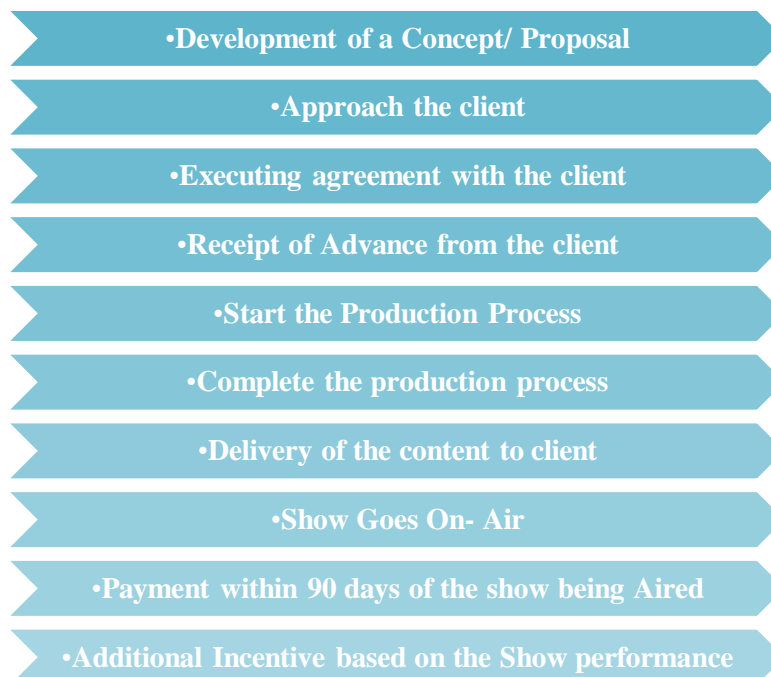 •Development of a Concept/ Proposal
•Approach the client
•Executing agreement with the client
•Receipt of Advance from the client
•Start the Production Process
•Complete the production process
•Delivery of the content to client
•Show Goes On- Air
•Payment within 90 days of the show being Aired
•Additional Incentive based on the Show performance